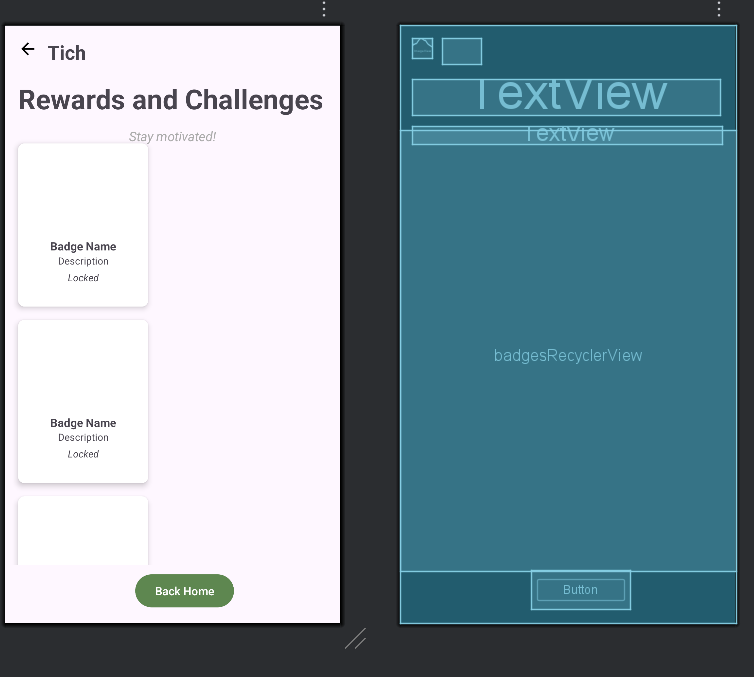 Tich
Rewards and Challenges
Stay motivated!
Badge Name
Description
Locked
Badge Name
Description
Locked
Back Home
TextView
TextView
badgesRecyclerView
Button